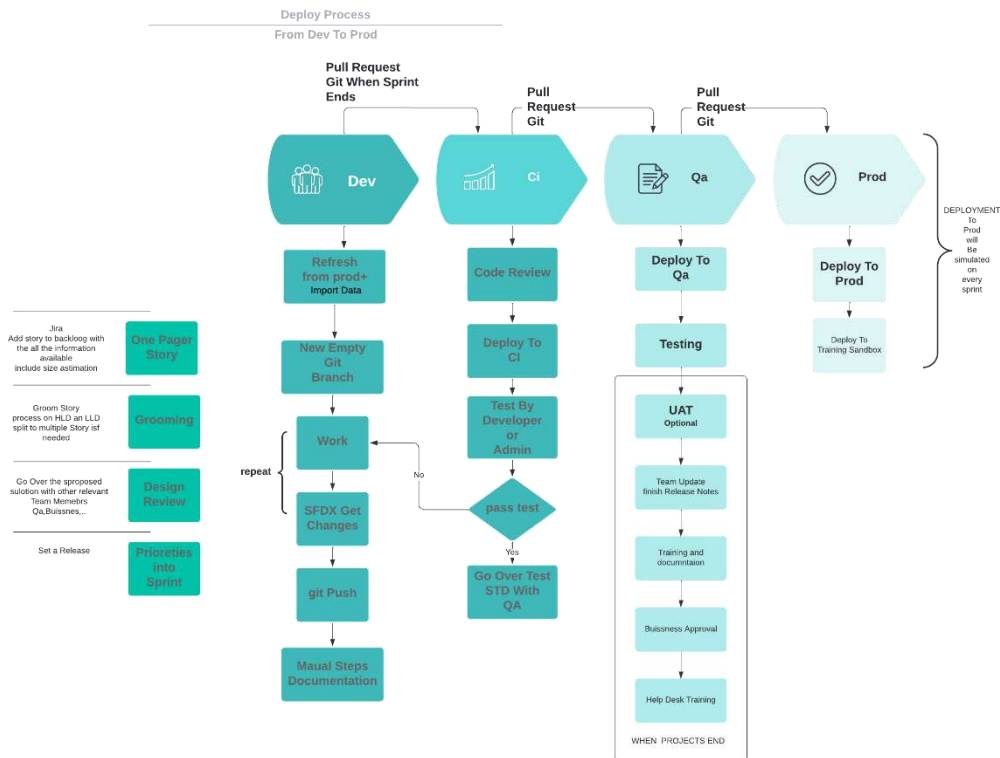 Deploy Process
From Dev To Prod
Pull Request
Git When Sprint
Ends
Pull
Request
Git
Pull
Request
Git
Dev
Ci
Qa
Prod
DEPLOYMENT
To
Prod
will
Be
simulated
on
every
sprint
Refresh
from prod+
Import Data
New Empty
Git
Branch
Work
repeat
SFDX Get
Changes
git Push
Maual Steps
Documentation
Code Review
Deploy To
CI
Test By
Developer
or
Admin
pass test
No
Yes
Go Over Test
STD With
QA
Deploy To
Qa
Testing
UAT
Optional
Team Update
finish Release Notes
Training and
documntaion
Buissness Approval
Help Desk Training
WHEN PROJECTS END
Deploy To
Prod
Deploy To
Training Sandbox
Jira
Add story to backloog with
the all the information
available
include size astimation
One Pager
Story
Groom Story
process on HLD an LLD
split to multiple Story isf
needed
Grooming
Go Over the sproposed
sulotion with other relevant
Team Memebrs
Qa,Buissnes,..
Design
Review
Set a Release
Prioreties
into
Sprint